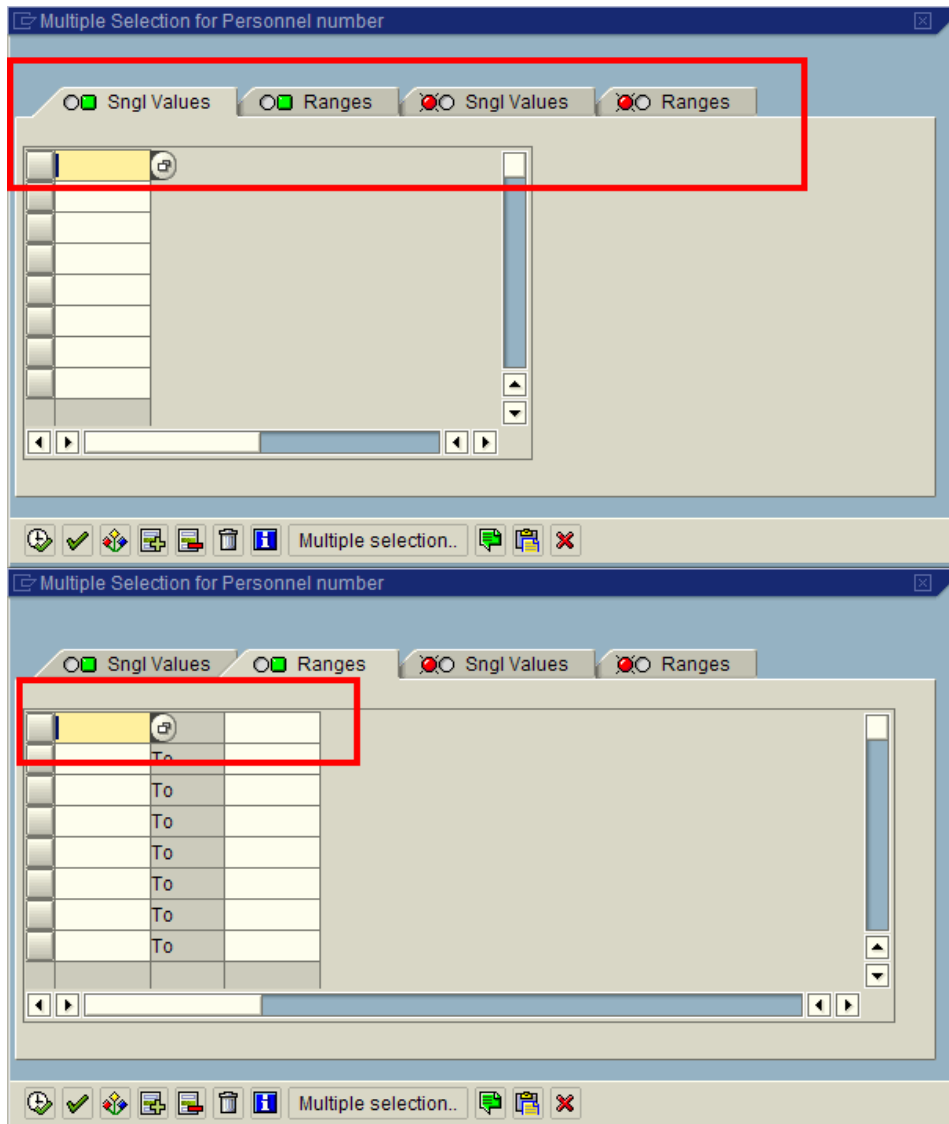 Multiple Selection for Personnel number
Sngl Values Ranges Sngl Values Ranges
Multiple selection..
Multiple Selection for Personnel number
Sngl Values Ranges Sngl Values Ranges
To
To
To
To
To
To
To
Multiple selection..